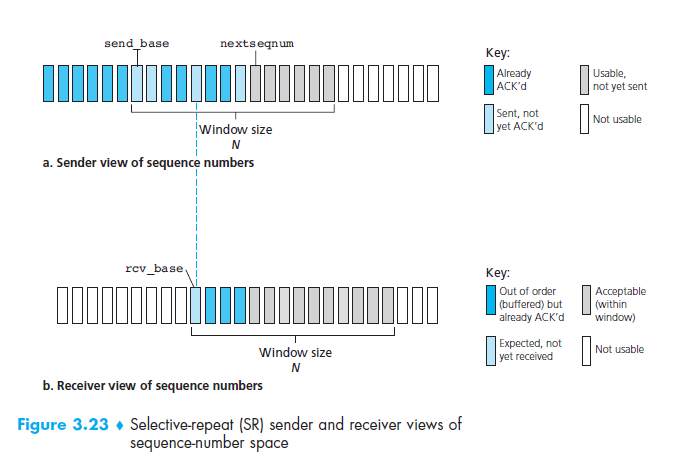 send_base nextseqnum
Key:
Already
ACK'd
Usable,
not yet sent
Sent, not
yet ACK'd
Not usable
Window size
N
a. Sender view of sequence numbers
rcv_base
Key:
Out of order
(buffered) but
already ACK'd
Acceptable
(within
window)
Expected, not
yet received
Not usable
Window size
N
b. Receiver view of sequence numbers
Figure 3.23 ♦ Selective-repeat (SR) sender and receiver views of
sequence-number space